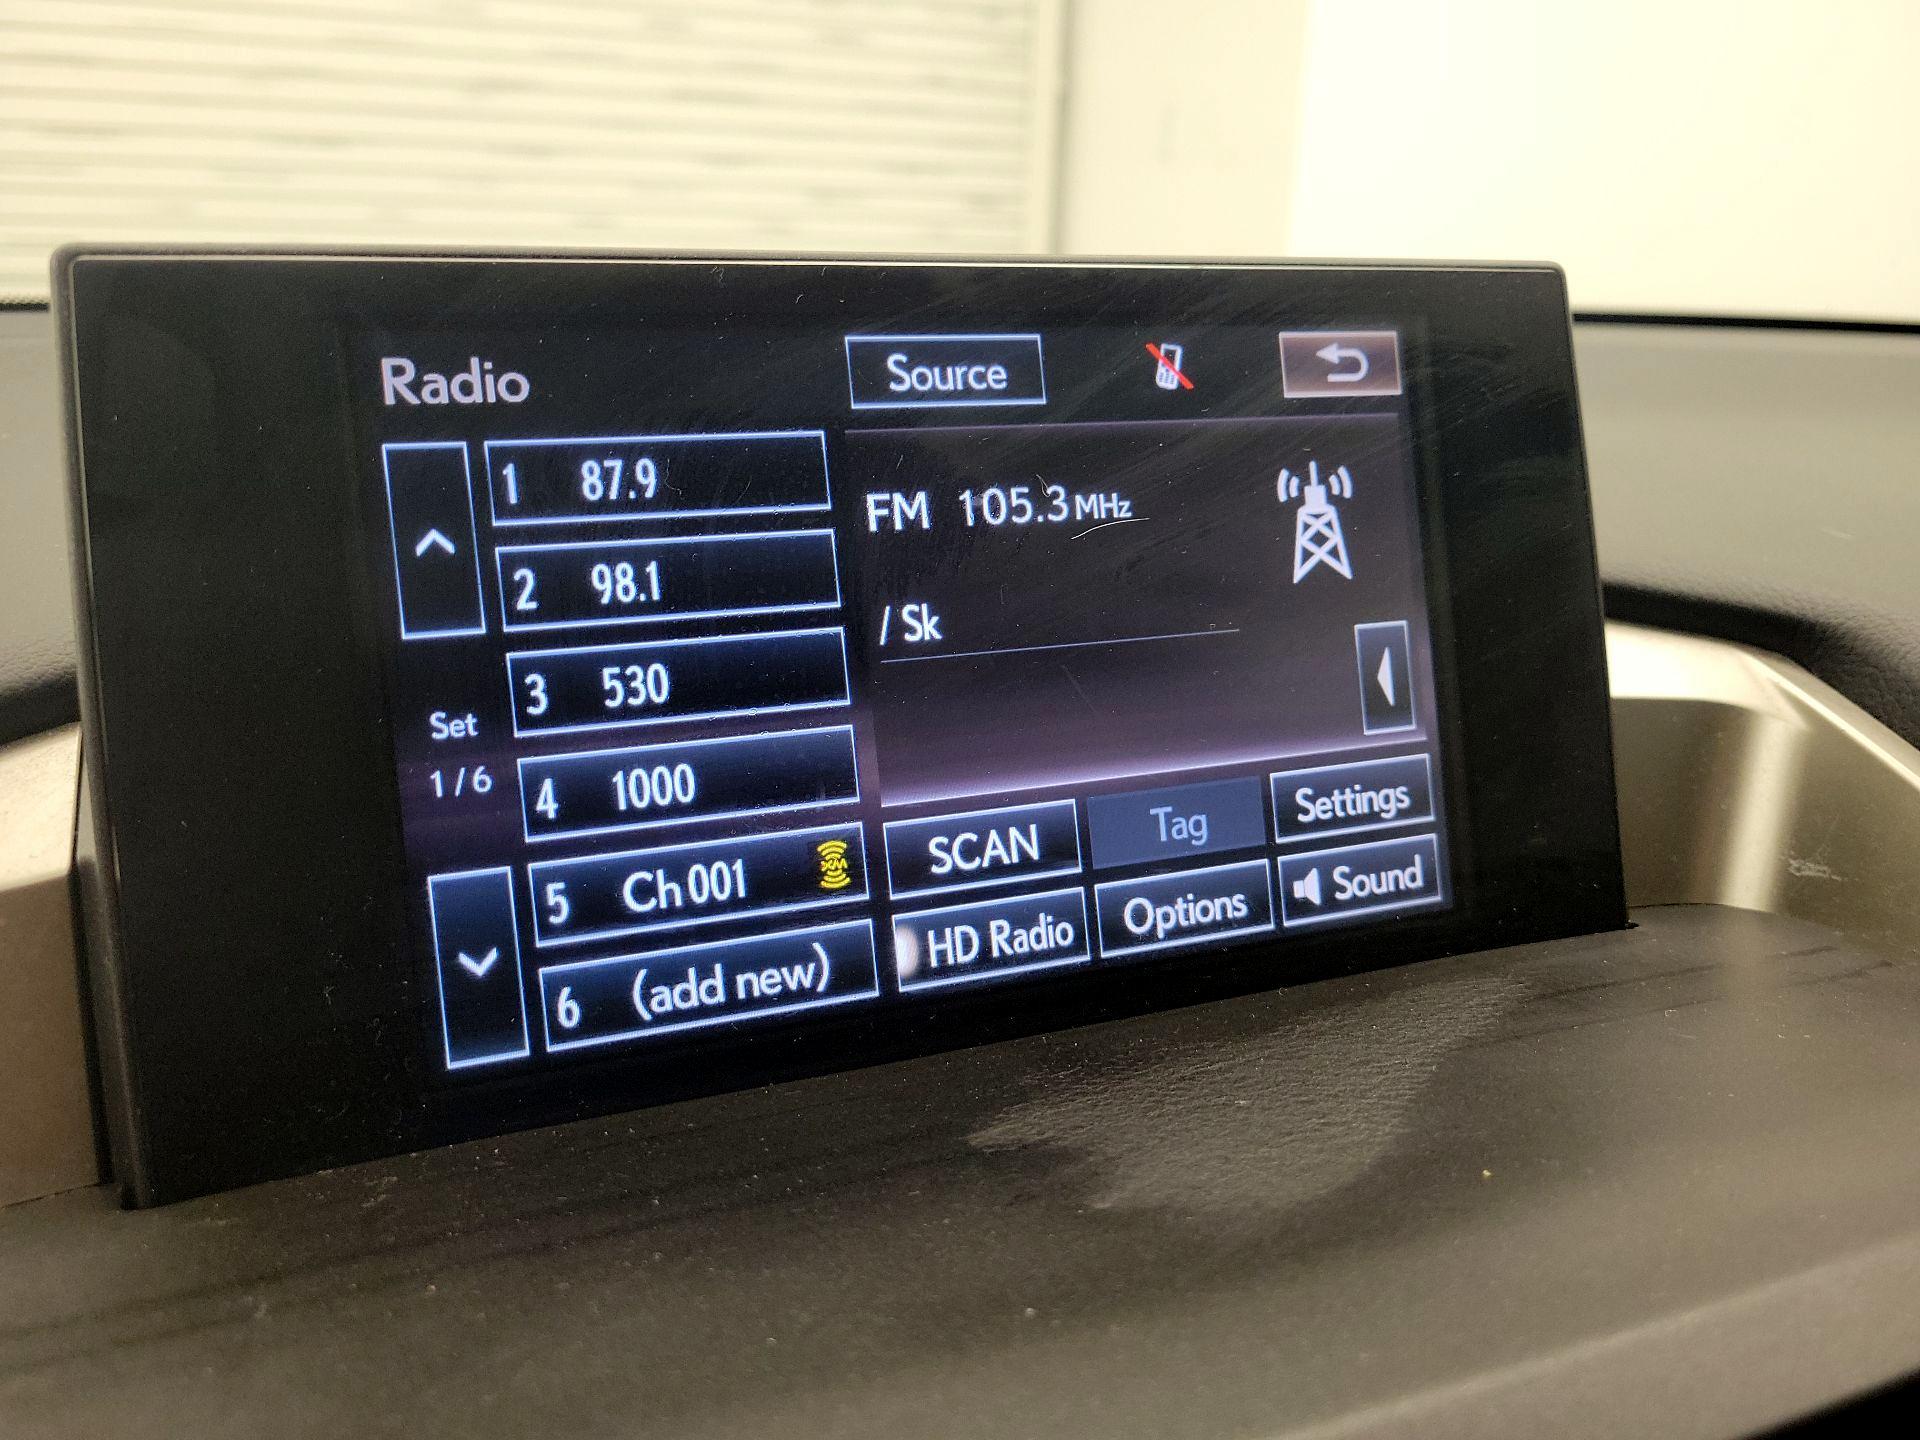 Radio
Source
1 87.9
2 98.1
3 530
4 1000
5 Ch 001
XM
6 (add new)
Set
1/6
FM 105.3 MHz
/ Sk
SCAN
Tag
Settings
HD Radio
Options
Sound